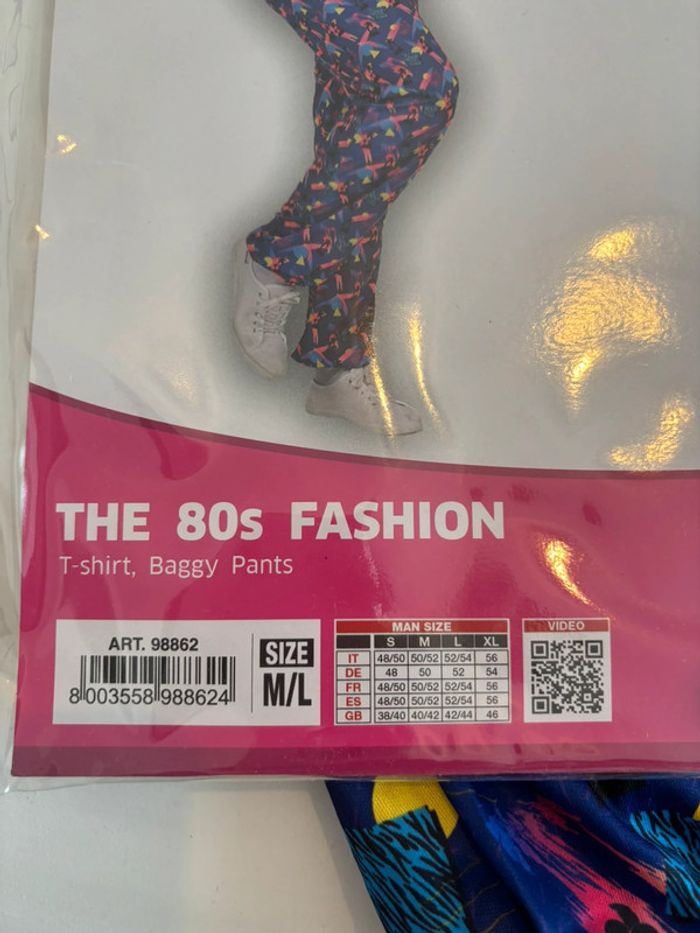 THE 80s FASHION
T-shirt, Baggy Pants
ART. 98862
8 003558 988624
SIZE
M/L
MAN SIZE
S M L XL
IT 48/50 50/52 52/54 56
DE 48 50 52 54
FR 48/50 50/52 52/54 56
ES 48/50 50/52 52/54 56
GB 38/40 40/42 42/44 46
VIDEO